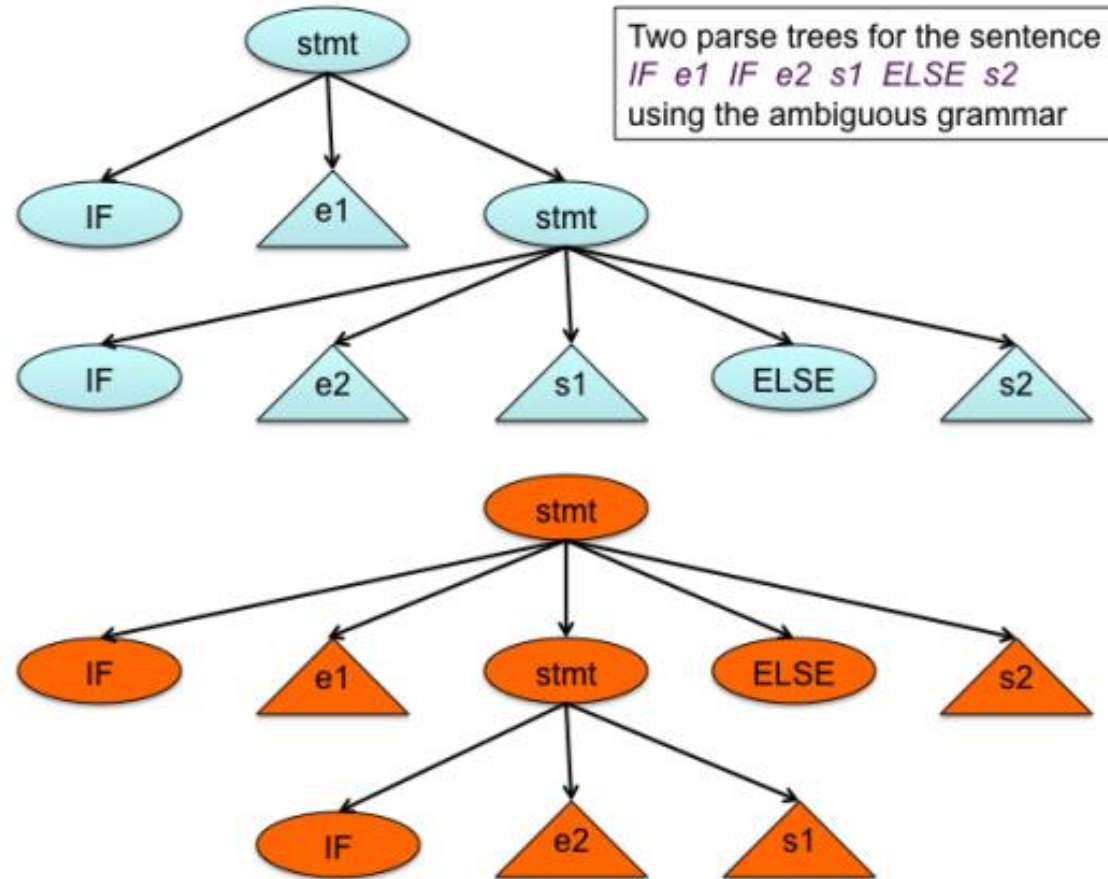 stmt
Two parse trees for the sentence
IF e1 IF e2 s1 ELSE s2
using the ambiguous grammar
IF e1 stmt
IF e2 s1 ELSE s2
stmt
IF e1 stmt ELSE s2
IF e2 s1